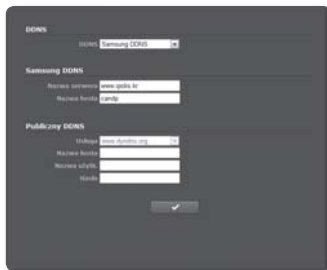 DDNS
DDNS Samsung DDNS
Samsung DDNS
Nazwa serwera www.ipolis.kr
Nazwa hosta candp
Publiczny DDNS
Usługa www.dyndns.org
Nazwa hosta
Nazwa użytk.
Hasło